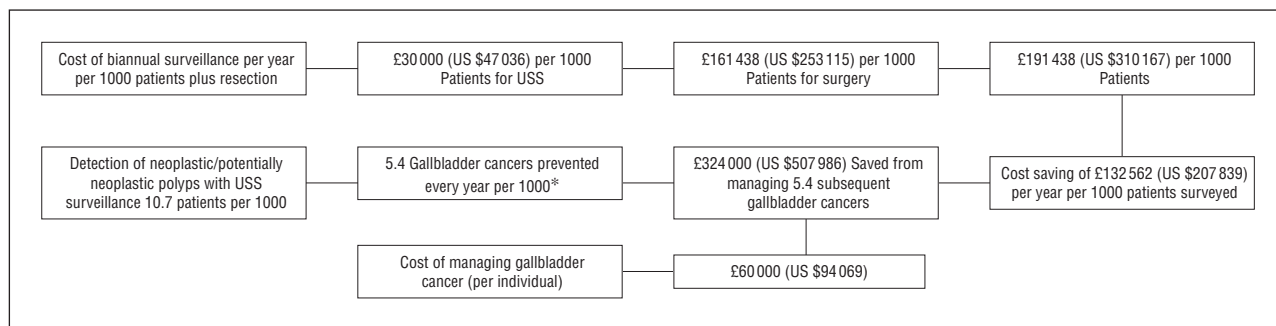 Cost of biannual surveillance per year
per 1000 patients plus resection
£30 000 (US $47 036) per 1000
Patients for USS
£161 438 (US $253 115) per 1000
Patients for surgery
£191 438 (US $310 167) per 1000
Patients
Detection of neoplastic/potentially
neoplastic polyps with USS
surveillance 10.7 patients per 1000
5.4 Gallbladder cancers prevented
every year per 1000*
£324 000 (US $507 986) Saved from
managing 5.4 subsequent
gallbladder cancers
Cost saving of £132 562 (US $207 839)
per year per 1000 patients surveyed
Cost of managing gallbladder
cancer (per individual)
£60 000 (US $94 069)